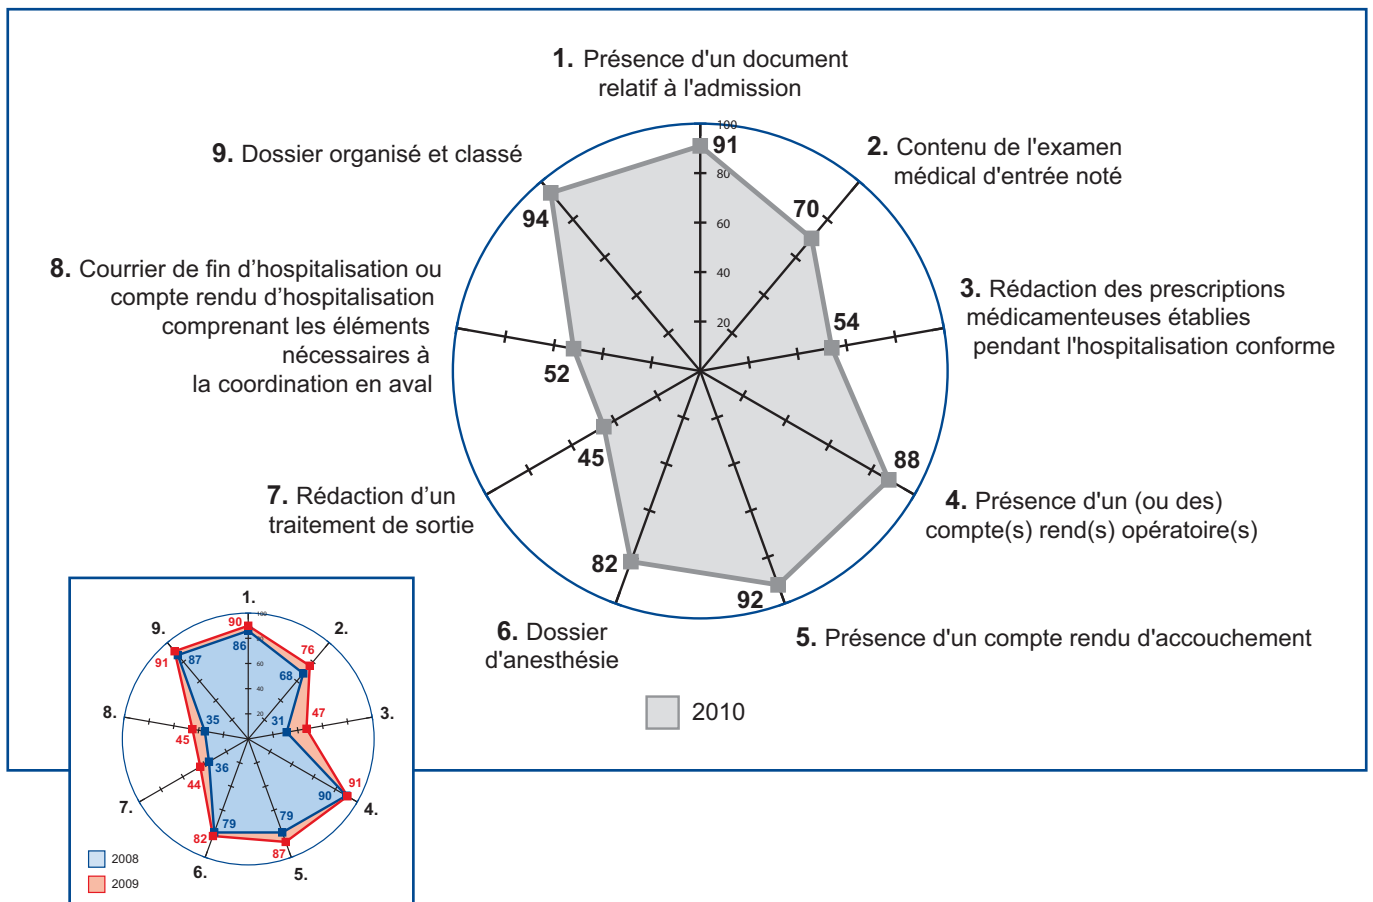 1. Présence d'un document
relatif à l'admission
9. Dossier organisé et classé
2. Contenu de l'examen
médical d'entrée noté
8. Courrier de fin d'hospitalisation ou
compte rendu d'hospitalisation
comprenant les éléments
nécessaires à
la coordination en aval
3. Rédaction des prescriptions
médicamenteuses établies
pendant l'hospitalisation conforme
7. Rédaction d'un
traitement de sortie
4. Présence d'un (ou des)
compte(s) rend(s) opératoire(s)
6. Dossier
d'anesthésie
5. Présence d'un compte rendu d'accouchement
100
80
60
40
20
91
70
54
88
92
82
45
52
94
2010
1.
2.
3.
4.
5.
6.
7.
8.
9.
100
80
60
40
20
90
86
76
68
47
31
91
90
87
79
82
79
44
36
45
35
91
87
2008
2009